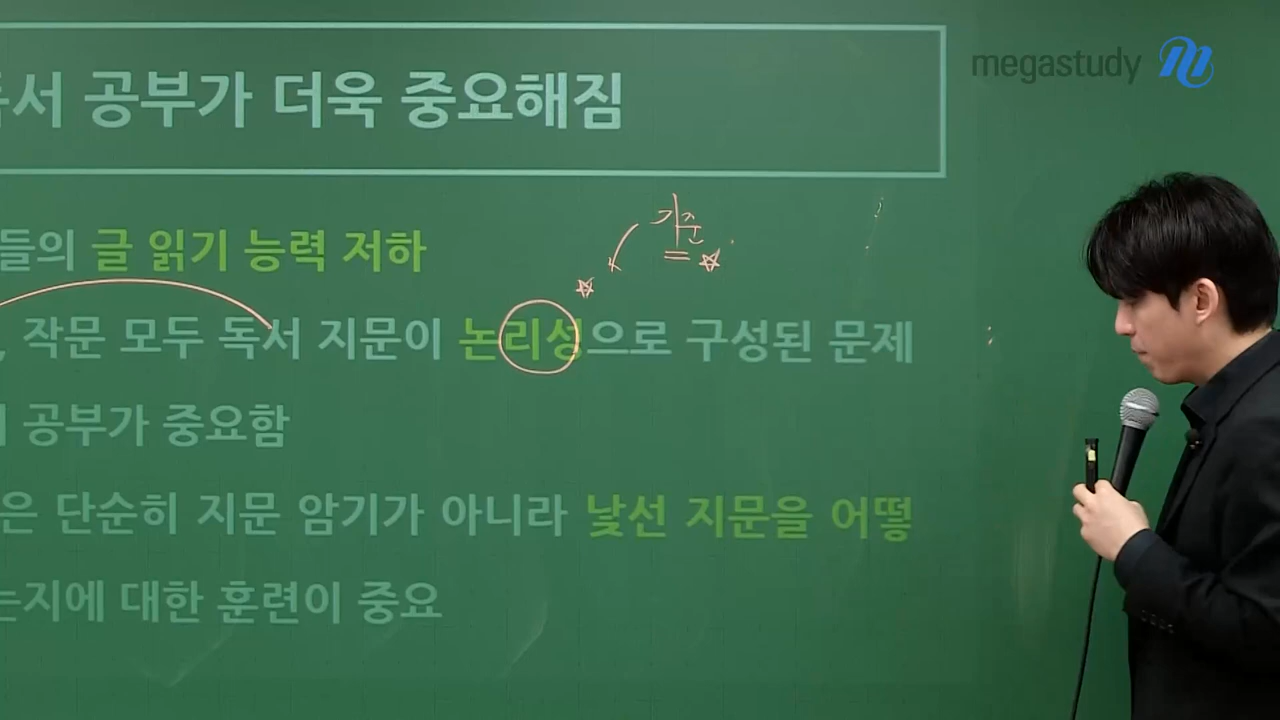 megastudy
독서 공부가 더욱 중요해짐
기준
들의 글 읽기 능력 저하
, 작문 모두 독서 지문이 논리성으로 구성된 문제
공부가 중요함
은 단순히 지문 암기가 아니라 낯선 지문을 어떻
는지에 대한 훈련이 중요